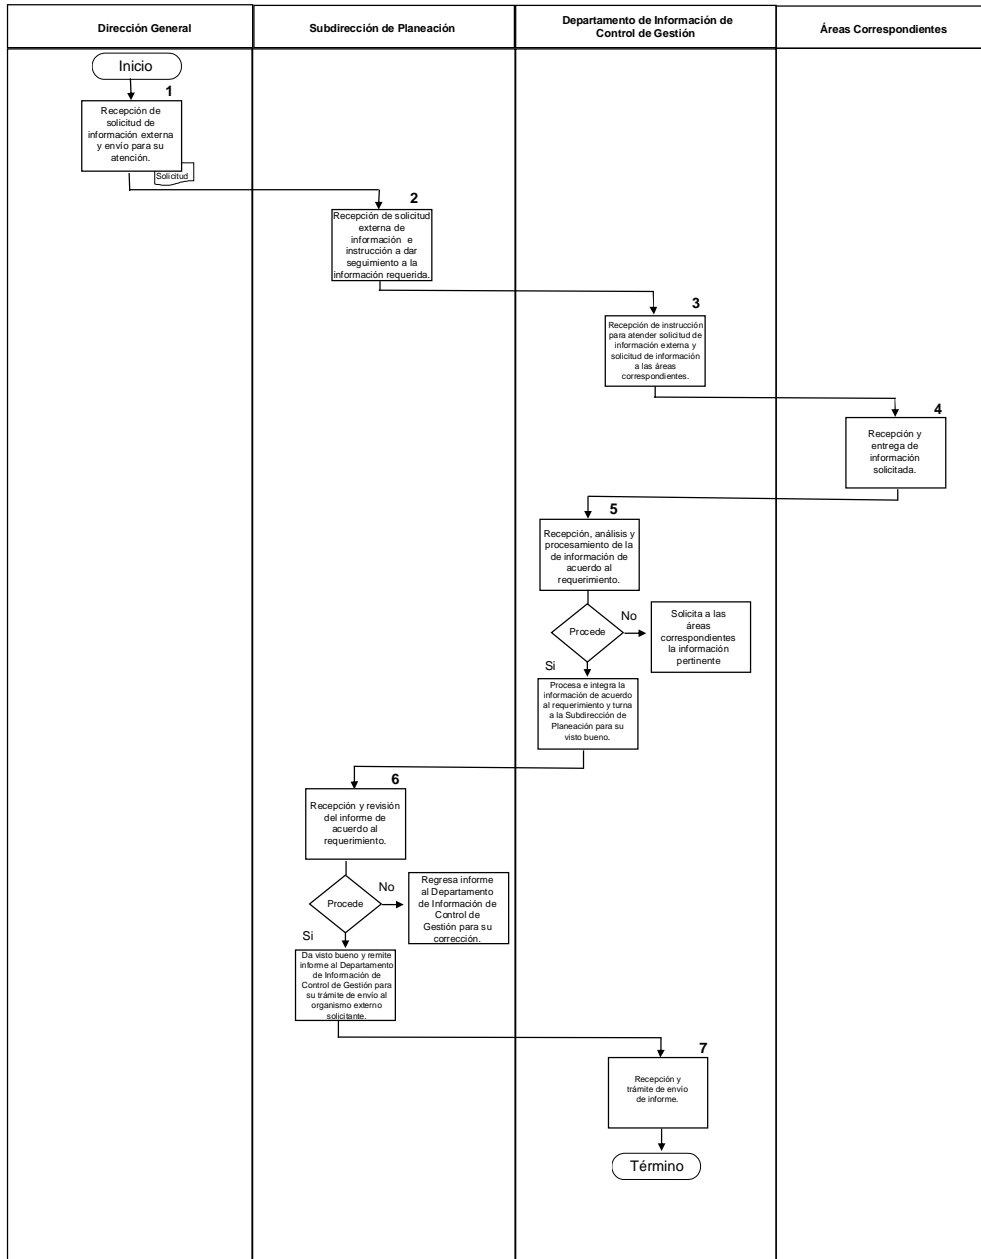 Dirección General
Subdirección de Planeación
Departamento de Información de
Control de Gestión
Áreas Correspondientes
Inicio
1
Recepción de
solicitud de
información externa
y envío para su
atención.
Solicitud
2
Recepción de solicitud
externa de
información e
instrucción a dar
seguimiento a la
información requerida.
3
Recepción de instrucción
para atender solicitud de
información externa y
solicitud de información
a las áreas
correspondientes.
4
Recepción y
entrega de
información
solicitada.
5
Recepción, análisis y
procesamiento de la
de información de
acuerdo al
requerimiento.
Procede
No
Solicita a las
áreas
correspondientes
la información
pertinente
Si
Procesa e integra la
información de acuerdo
al requerimiento y turna
a la Subdirección de
Planeación para su
visto bueno.
6
Recepción y revisión
del informe de
acuerdo al
requerimiento.
Procede
No
Regresa informe
al Departamento
de Información de
Control de
Gestión para su
corrección.
Si
Da visto bueno y remite
informe al Departamento
de Información de
Control de Gestión para
su trámite de envío al
organismo externo
solicitante.
7
Recepción y
trámite de envío
de informe.
Término